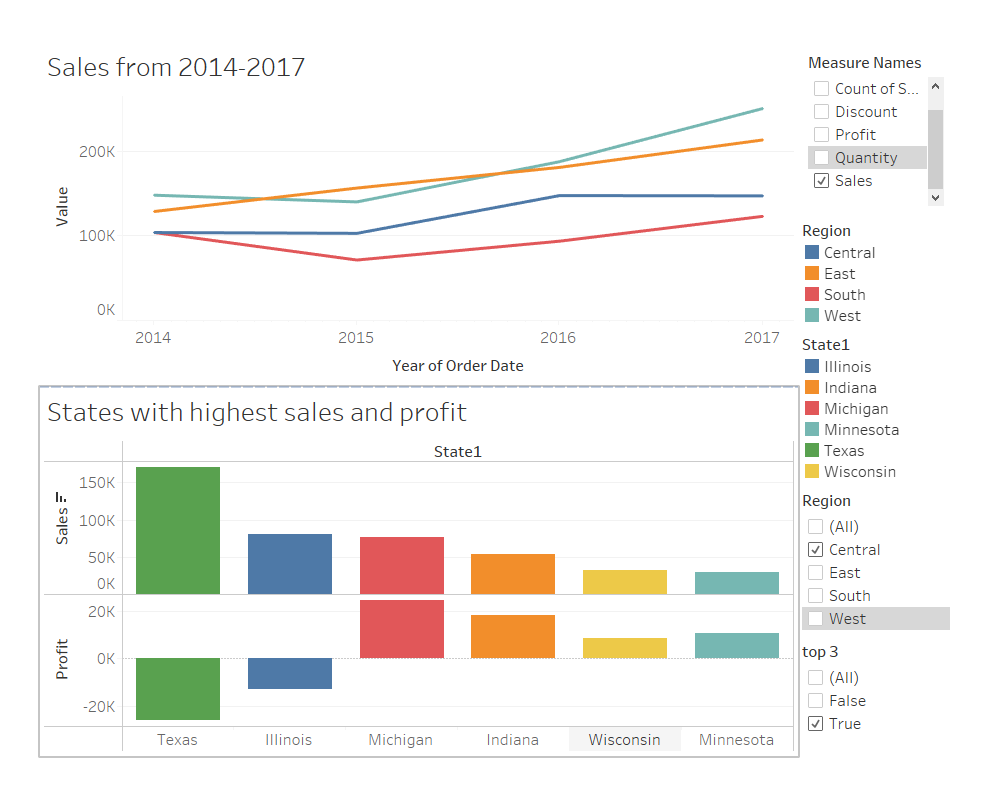 Sales from 2014-2017
200K
100K
0K
Value
2014 2015 2016 2017
Year of Order Date
Measure Names
Count of S...
Discount
Profit
Quantity
Sales
Region
Central
East
South
West
State1
Illinois
Indiana
Michigan
Minnesota
Texas
Wisconsin
Region
(All)
Central
East
South
West
top 3
(All)
False
True
States with highest sales and profit
State1
Sales
150K
100K
50K
0K
Profit
20K
0K
-20K
Texas Illinois Michigan Indiana Wisconsin Minnesota